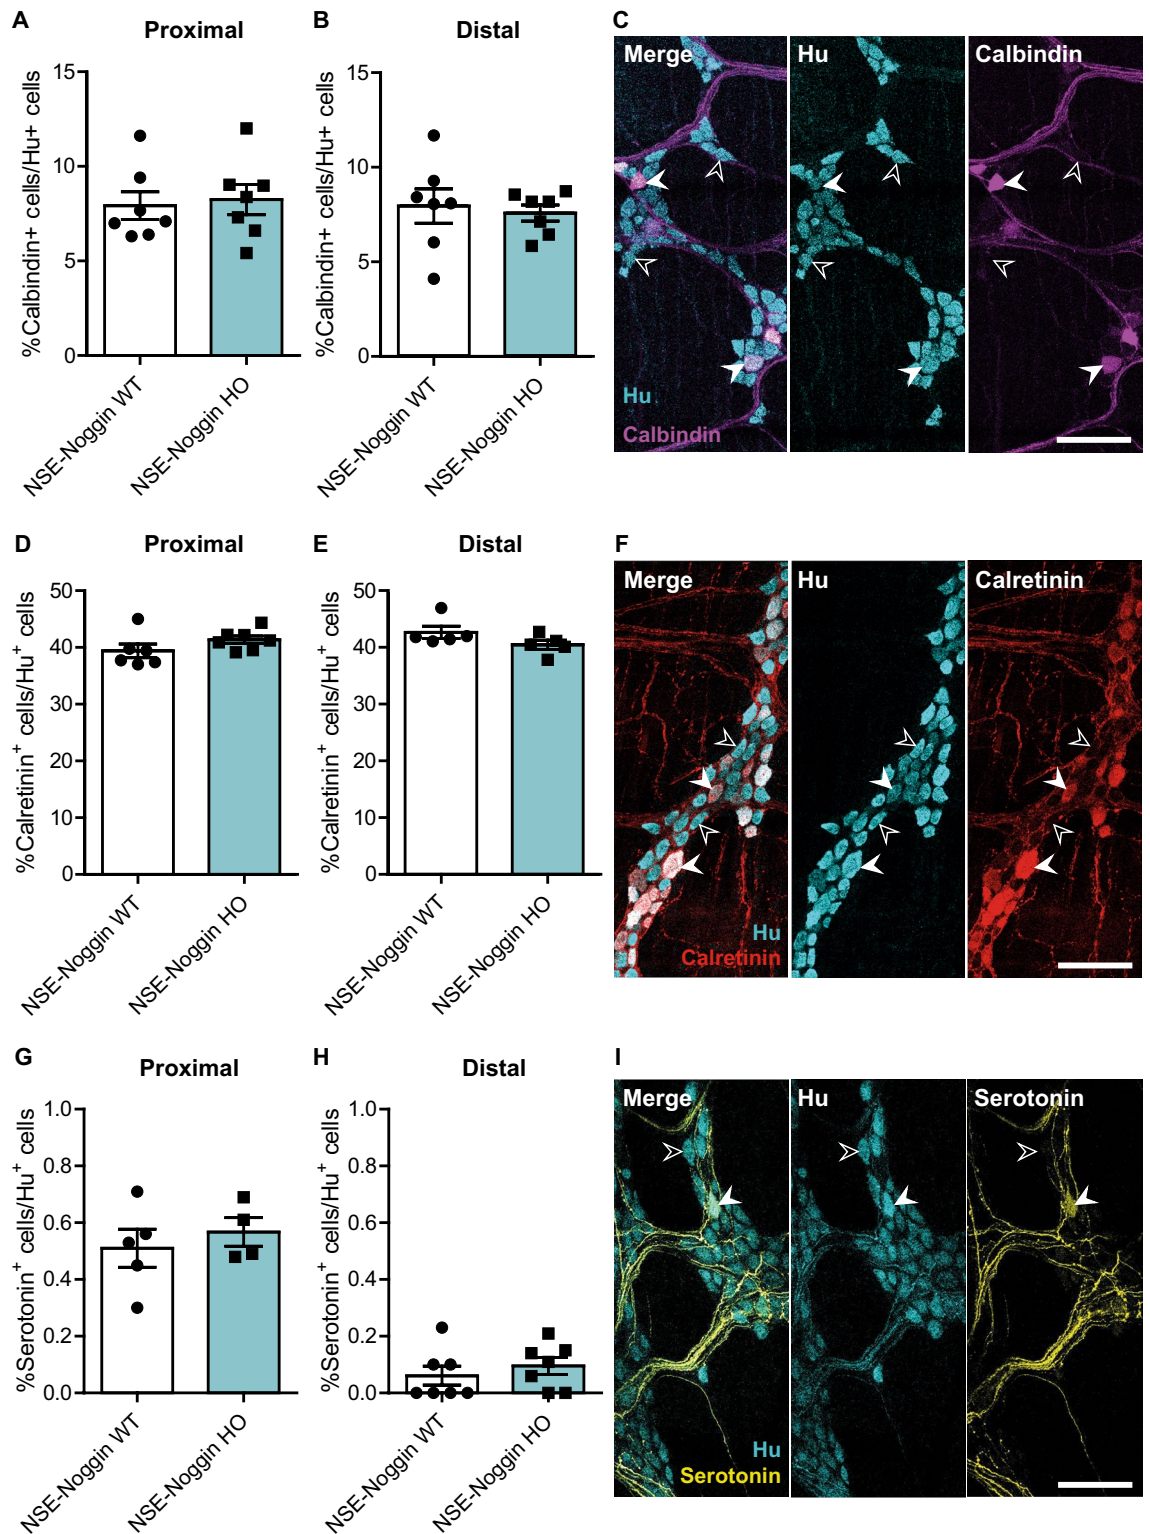 A
Proximal
%Calbindin+ cells/Hu+ cells
15
10
5
0
NSE-Noggin WT
NSE-Noggin HO
B
Distal
%Calbindin+ cells/Hu+ cells
15
10
5
0
NSE-Noggin WT
NSE-Noggin HO
C
Merge
Hu
Calbindin
Hu
Calbindin
D
Proximal
%Calretinin⁺ cells/Hu⁺ cells
50
40
30
20
10
0
NSE-Noggin WT
NSE-Noggin HO
E
Distal
%Calretinin⁺ cells/Hu⁺ cells
50
40
30
20
10
0
NSE-Noggin WT
NSE-Noggin HO
F
Merge
Hu
Calretinin
Hu
Calretinin
G
Proximal
%Serotonin⁺ cells/Hu⁺ cells
1.0
0.8
0.6
0.4
0.2
0.0
NSE-Noggin WT
NSE-Noggin HO
H
Distal
%Serotonin⁺ cells/Hu⁺ cells
1.0
0.8
0.6
0.4
0.2
0.0
NSE-Noggin WT
NSE-Noggin HO
I
Merge
Hu
Serotonin
Hu
Serotonin